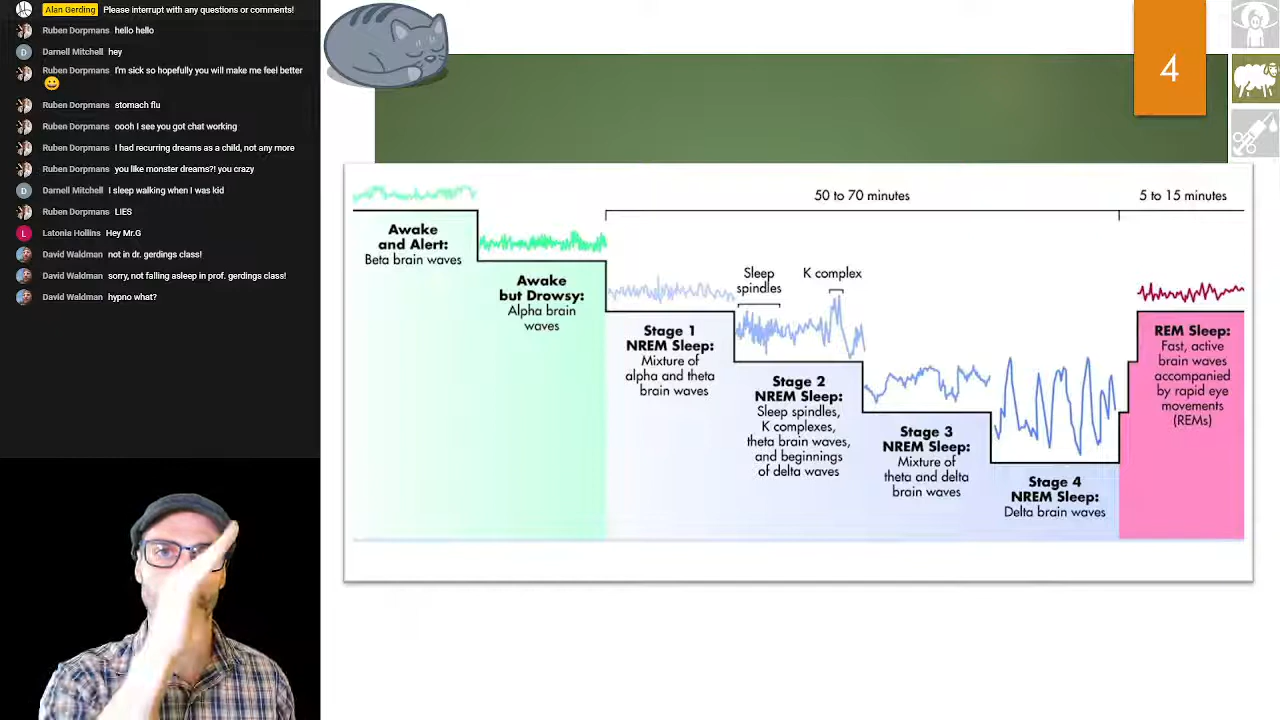 Alan Gerding Please interrupt with any questions or comments!
Ruben Dorpmans hello hello
D Darnell Mitchell hey
Ruben Dorpmans I'm sick so hopefully you will make me feel better
Ruben Dorpmans stomach flu
Ruben Dorpmans oooh I see you got chat working
Ruben Dorpmans I had recurring dreams as a child, not any more
Ruben Dorpmans you like monster dreams?! you crazy
D Darnell Mitchell I sleep walking when I was kid
Ruben Dorpmans LIES
L Latonia Hollins Hey Mr.G
David Waldman not in dr. gerdings class!
David Waldman sorry, not falling asleep in prof. gerdings class!
David Waldman hypno what?
4
50 to 70 minutes
5 to 15 minutes
Awake
and Alert:
Beta brain waves
Awake
but Drowsy:
Alpha brain
waves
Stage 1
NREM Sleep:
Mixture of
alpha and theta
brain waves
Sleep
spindles
K complex
Stage 2
NREM Sleep:
Sleep spindles,
K complexes,
theta brain waves,
and beginnings
of delta waves
Stage 3
NREM Sleep:
Mixture of
theta and delta
brain waves
Stage 4
NREM Sleep:
Delta brain waves
REM Sleep:
Fast, active
brain waves
accompanied
by rapid eye
movements
(REMs)